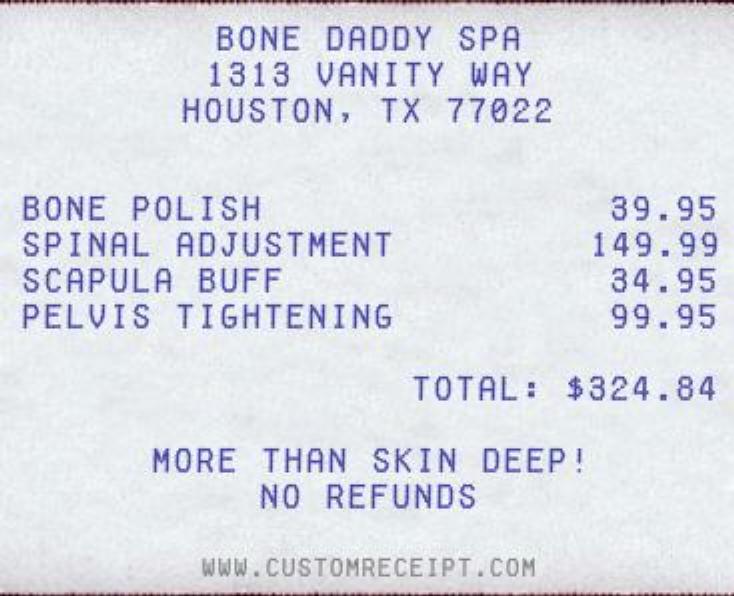 BONE DADDY SPA
1313 VANITY WAY
HOUSTON, TX 77022
BONE POLISH 39.95
SPINAL ADJUSTMENT 149.99
SCAPULA BUFF 34.95
PELVIS TIGHTENING 99.95
TOTAL: $324.84
MORE THAN SKIN DEEP!
NO REFUNDS
WWW.CUSTOMRECEIPT.COM